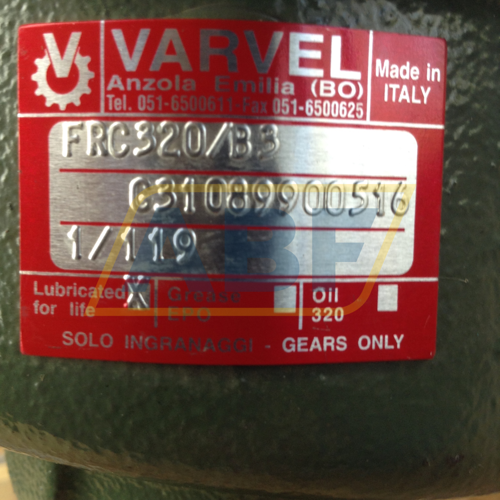 V VARVEL
Anzola Emilia (BO)
Tel. 051-6500611-Fax 051-6500625
Made in
ITALY
FRC320/B3
C31089900516
1/119
Lubricated X
for life
Grease
EPO
Oil
320
SOLO INGRANAGGI - GEARS ONLY
ABF